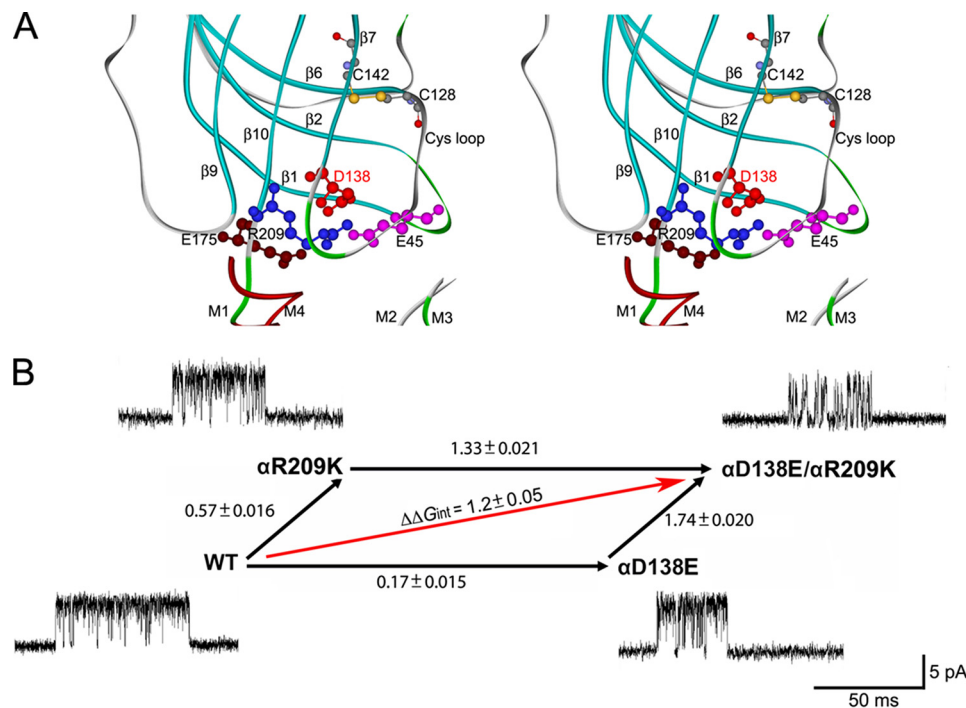 A
β7
β7
β6
C142
β6
C142
C128
C128
β10
β2
Cys loop
β10
β2
Cys loop
β9
β1
D138
β9
β1
D138
E175
R209
E45
E175
R209
E45
M1
M4
M2
M3
M1
M4
M2
M3
B
1.33 ± 0.021
αR209K
αD138E/αR209K
0.57 ± 0.016
ΔΔGint = 1.2 ± 0.05
1.74 ± 0.020
WT
αD138E
0.17 ± 0.015
5 pA
50 ms